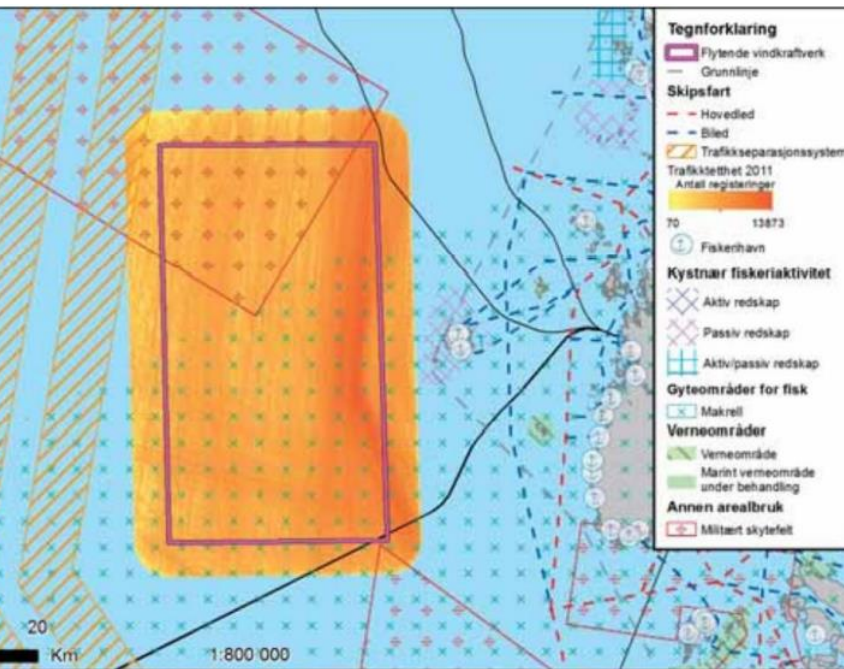 Tegnforklaring
Flytende vindkraftverk
Grunnlinje
Skipsfart
Hovedled
Biled
Trafikkseparasjonssystem
Trafikktetthet 2011
Antall registeringer
70 13873
Fiskerihavn
Kystnær fiskeriaktivitet
Aktiv redskap
Passiv redskap
Aktiv/passiv redskap
Gyteområder for fisk
Makrell
Verneområder
Verneområde
Marint verneområde
under behandling
Annen arealbruk
Militært skytefelt
20
Km 1:800 000